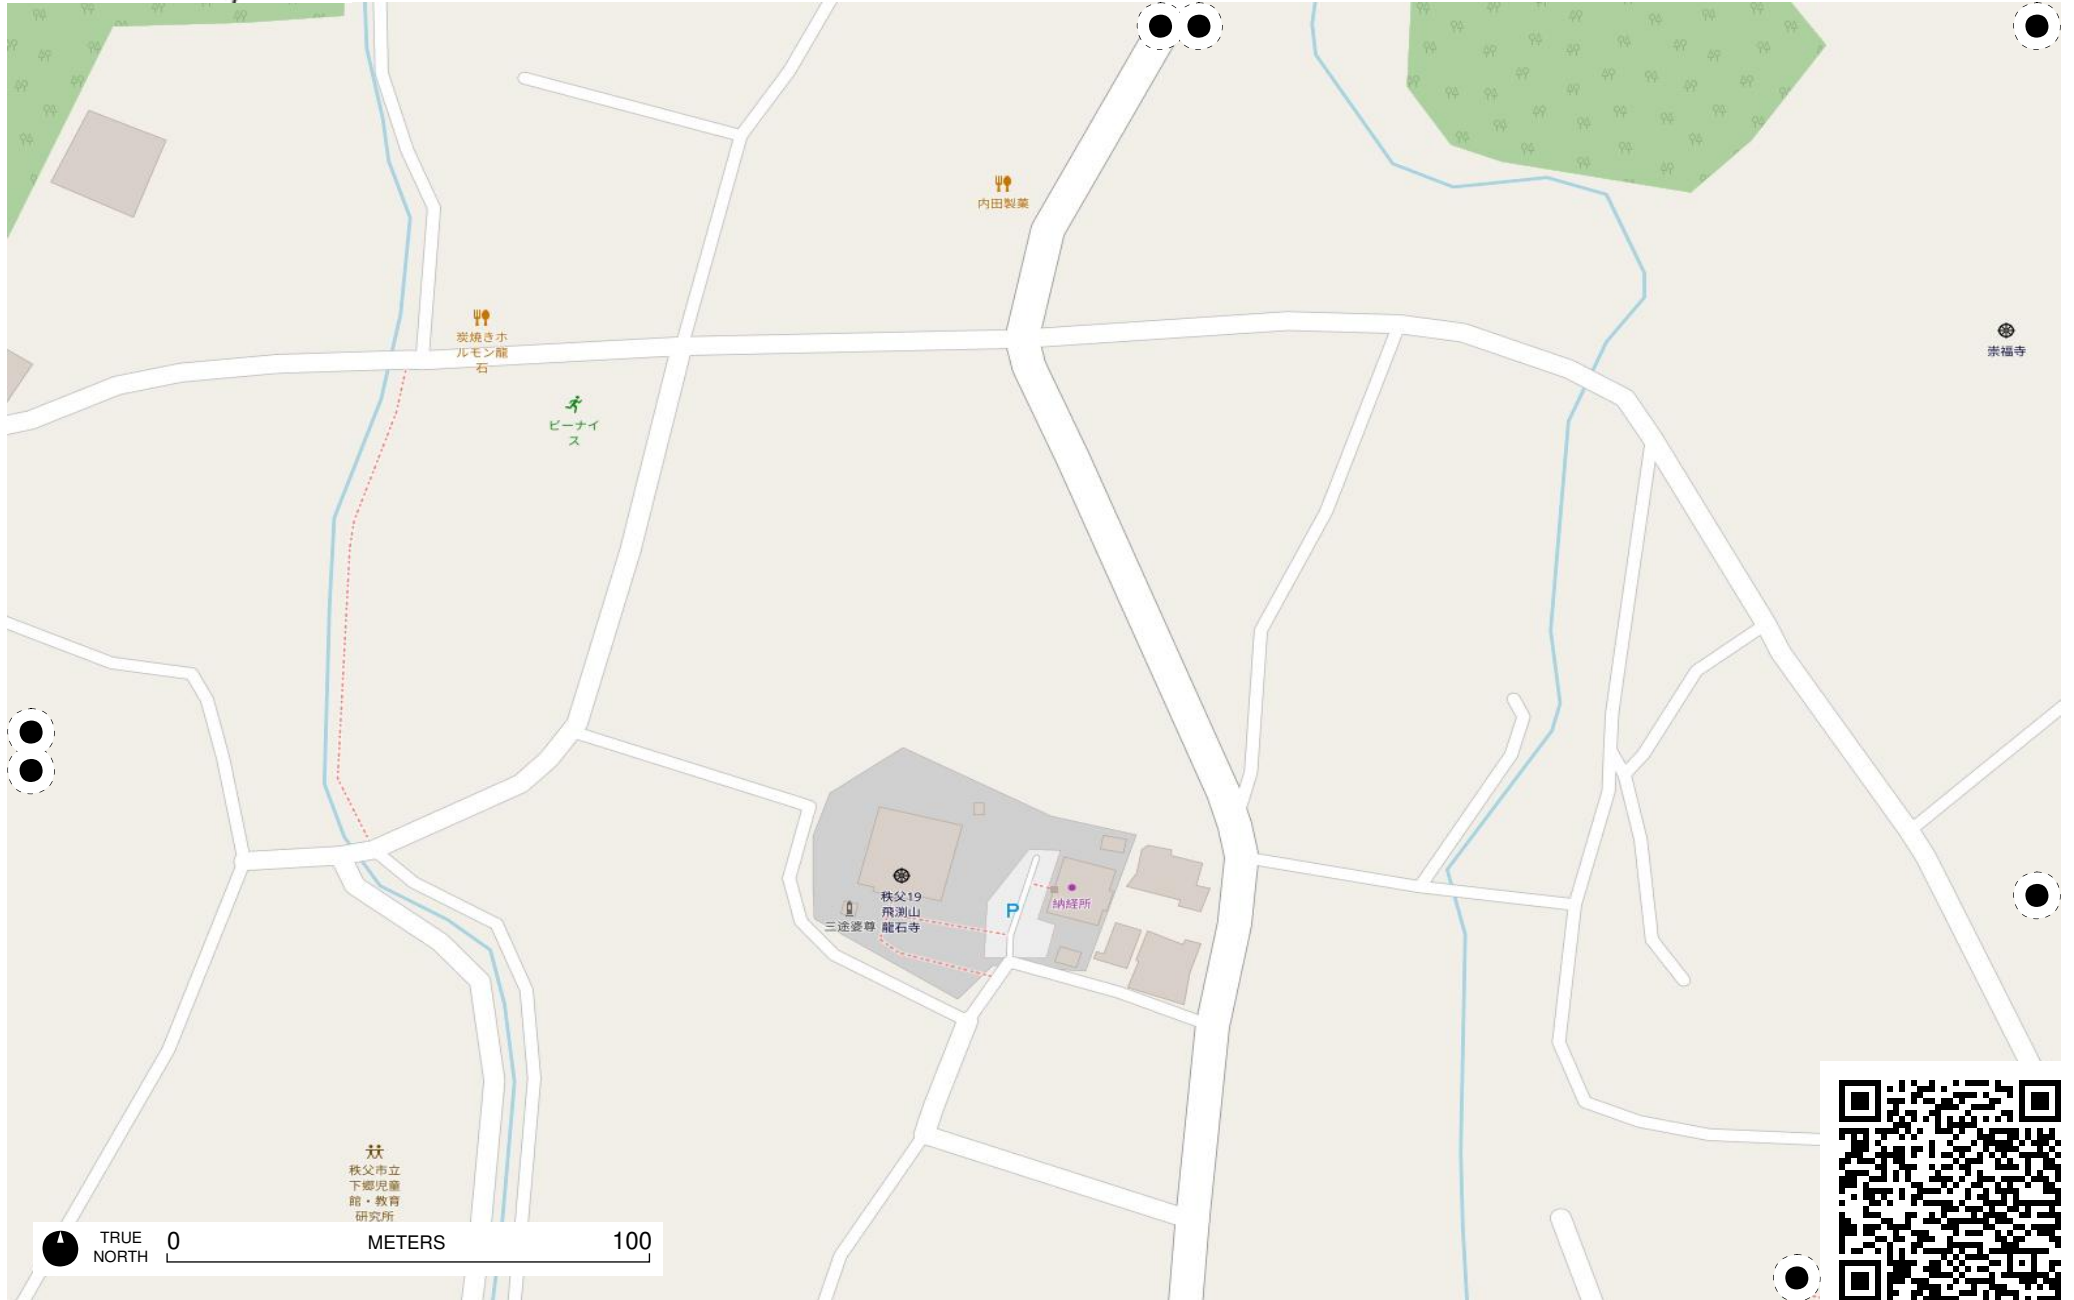 内田製菓
炭焼きホ
ルモン龍
石
崇福寺
ビーナイ
ス
秩父19
飛渕山
龍石寺
納経所
P
三途婆尊
秩父市立
下郷児童
館・教育
研究所
TRUE
NORTH
0 METERS 100